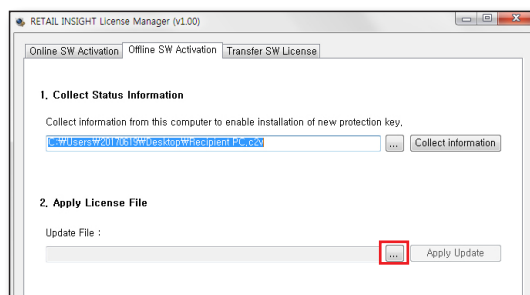 RETAIL INSIGHT License Manager (v1.00)
Online SW Activation Offline SW Activation Transfer SW License
1. Collect Status Information
Collect information from this computer to enable installation of new protection key.
C:₩Users₩20170619₩Desktop₩Recipient PC.c2v ... Collect information
2. Apply License File
Update File :
... Apply Update